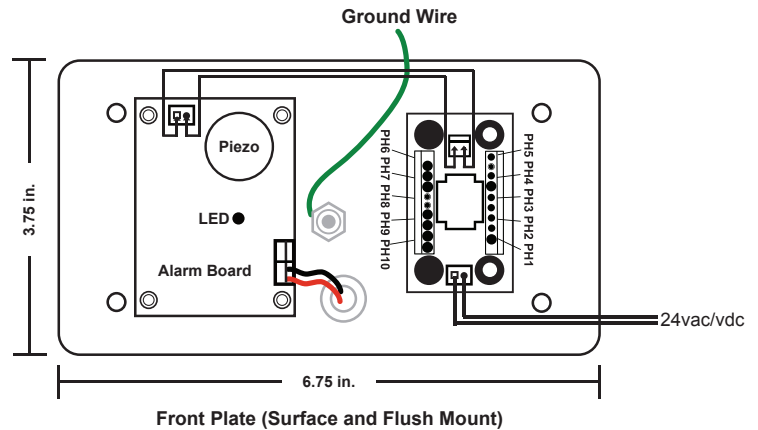 Ground Wire
Piezo
LED
Alarm Board
PH6 PH7 PH8 PH9 PH10
PH5 PH4 PH3 PH2 PH1
3.75 in.
24vac/vdc
6.75 in.
Front Plate (Surface and Flush Mount)